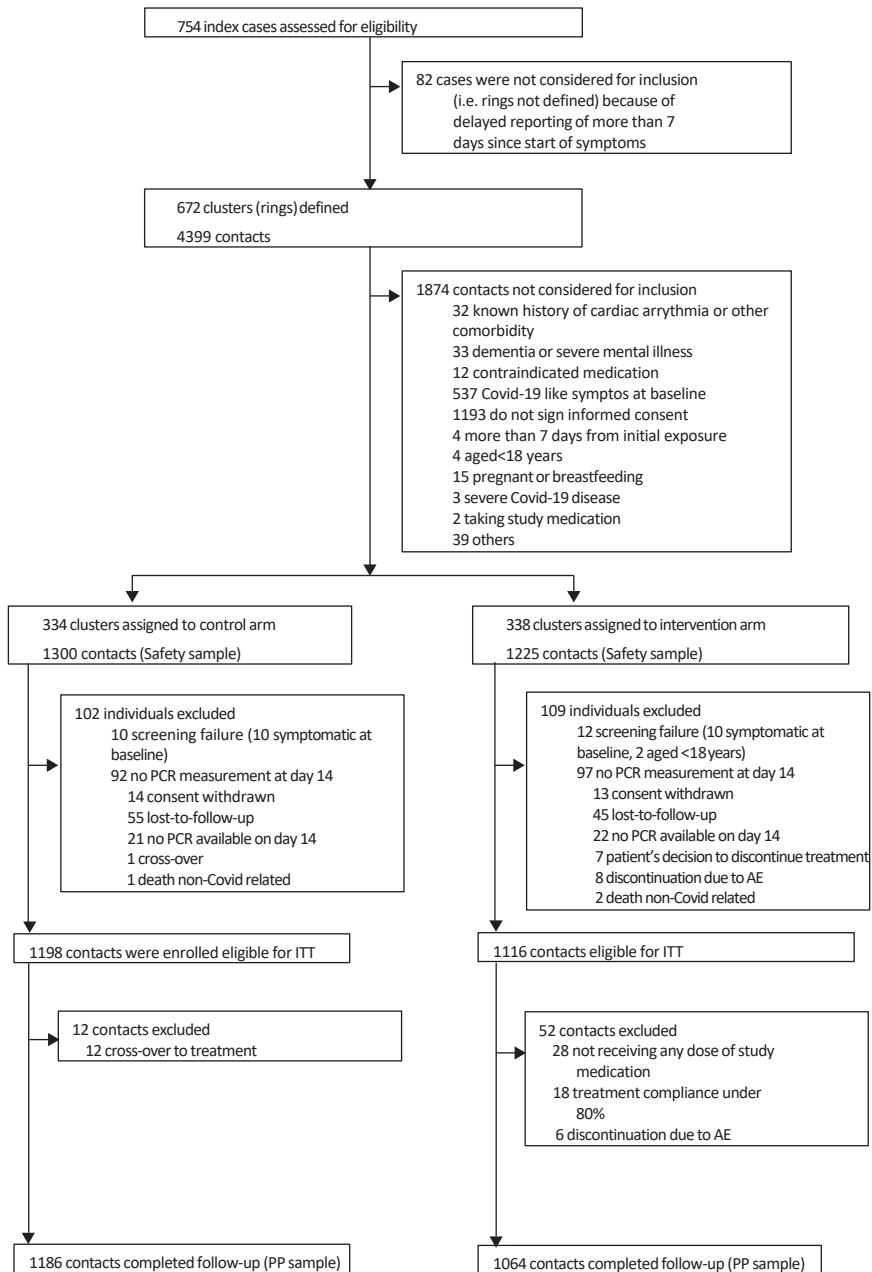 754 index cases assessed for eligibility
82 cases were not considered for inclusion
(i.e. rings not defined) because of
delayed reporting of more than 7
days since start of symptoms
672 clusters (rings) defined
4399 contacts
1874 contacts not considered for inclusion
32 known history of cardiac arrythmia or other
comorbidity
33 dementia or severe mental illness
12 contraindicated medication
537 Covid-19 like symptos at baseline
1193 do not sign informed consent
4 more than 7 days from initial exposure
4 aged<18 years
15 pregnant or breastfeeding
3 severe Covid-19 disease
2 taking study medication
39 others
334 clusters assigned to control arm
1300 contacts (Safety sample)
338 clusters assigned to intervention arm
1225 contacts (Safety sample)
102 individuals excluded
10 screening failure (10 symptomatic at
baseline)
92 no PCR measurement at day 14
14 consent withdrawn
55 lost-to-follow-up
21 no PCR available on day 14
1 cross-over
1 death non-Covid related
109 individuals excluded
12 screening failure (10 symptomatic at
baseline, 2 aged <18 years)
97 no PCR measurement at day 14
13 consent withdrawn
45 lost-to-follow-up
22 no PCR available on day 14
7 patient's decision to discontinue treatment
8 discontinuation due to AE
2 death non-Covid related
1198 contacts were enrolled eligible for ITT
1116 contacts eligible for ITT
12 contacts excluded
12 cross-over to treatment
52 contacts excluded
28 not receiving any dose of study
medication
18 treatment compliance under
80%
6 discontinuation due to AE
1186 contacts completed follow-up (PP sample)
1064 contacts completed follow-up (PP sample)